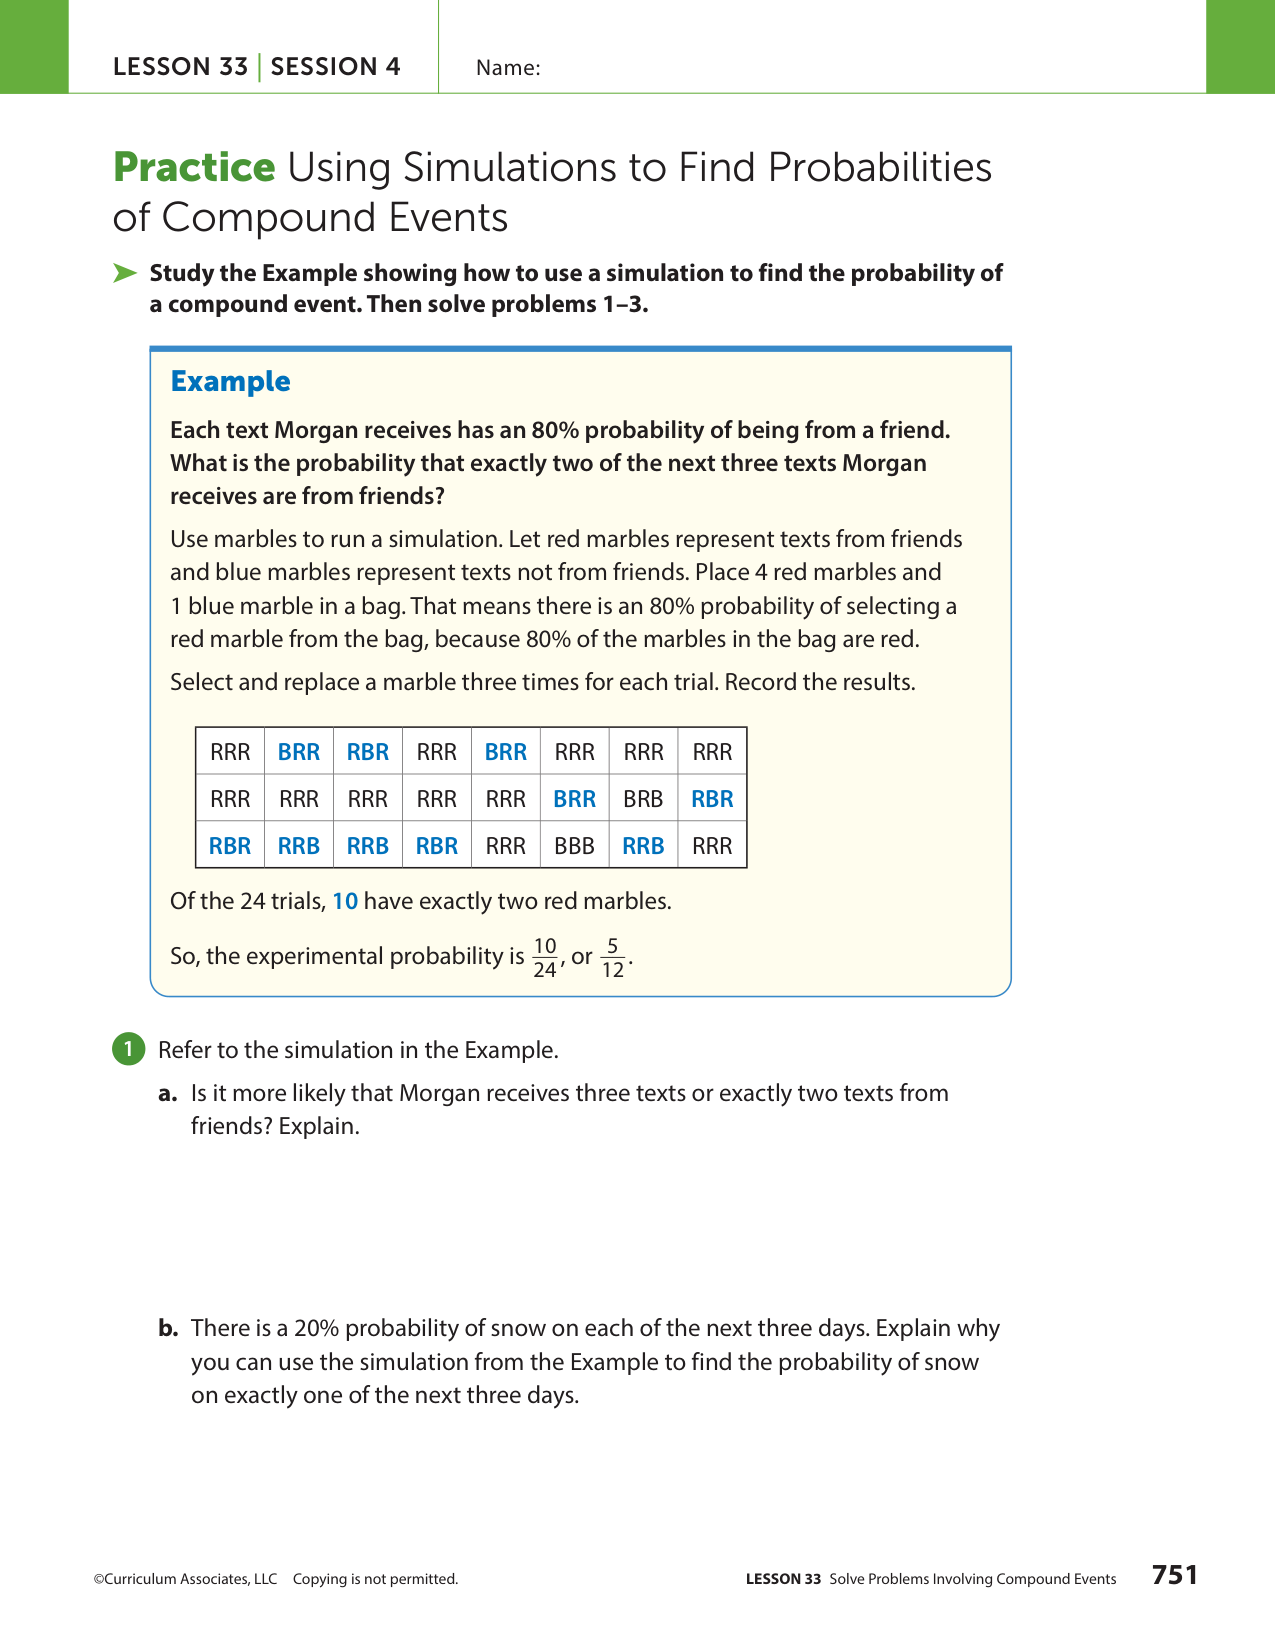 LESSON 33 | SESSION 4
Name:
Practice Using Simulations to Find Probabilities
of Compound Events
➤ Study the Example showing how to use a simulation to find the probability of
a compound event. Then solve problems 1–3.
Example
Each text Morgan receives has an 80% probability of being from a friend.
What is the probability that exactly two of the next three texts Morgan
receives are from friends?
Use marbles to run a simulation. Let red marbles represent texts from friends
and blue marbles represent texts not from friends. Place 4 red marbles and
1 blue marble in a bag. That means there is an 80% probability of selecting a
red marble from the bag, because 80% of the marbles in the bag are red.
Select and replace a marble three times for each trial. Record the results.
RRR BRR RBR RRR BRR RRR RRR RRR
RRR RRR RRR RRR RRR BRR BRB RBR
RBR RRB RRB RBR RRR BBB RRB RRR
Of the 24 trials, 10 have exactly two red marbles.
So, the experimental probability is 10/24, or 5/12.
1 Refer to the simulation in the Example.
a. Is it more likely that Morgan receives three texts or exactly two texts from
friends? Explain.
b. There is a 20% probability of snow on each of the next three days. Explain why
you can use the simulation from the Example to find the probability of snow
on exactly one of the next three days.
©Curriculum Associates, LLC Copying is not permitted.
LESSON 33 Solve Problems Involving Compound Events 751